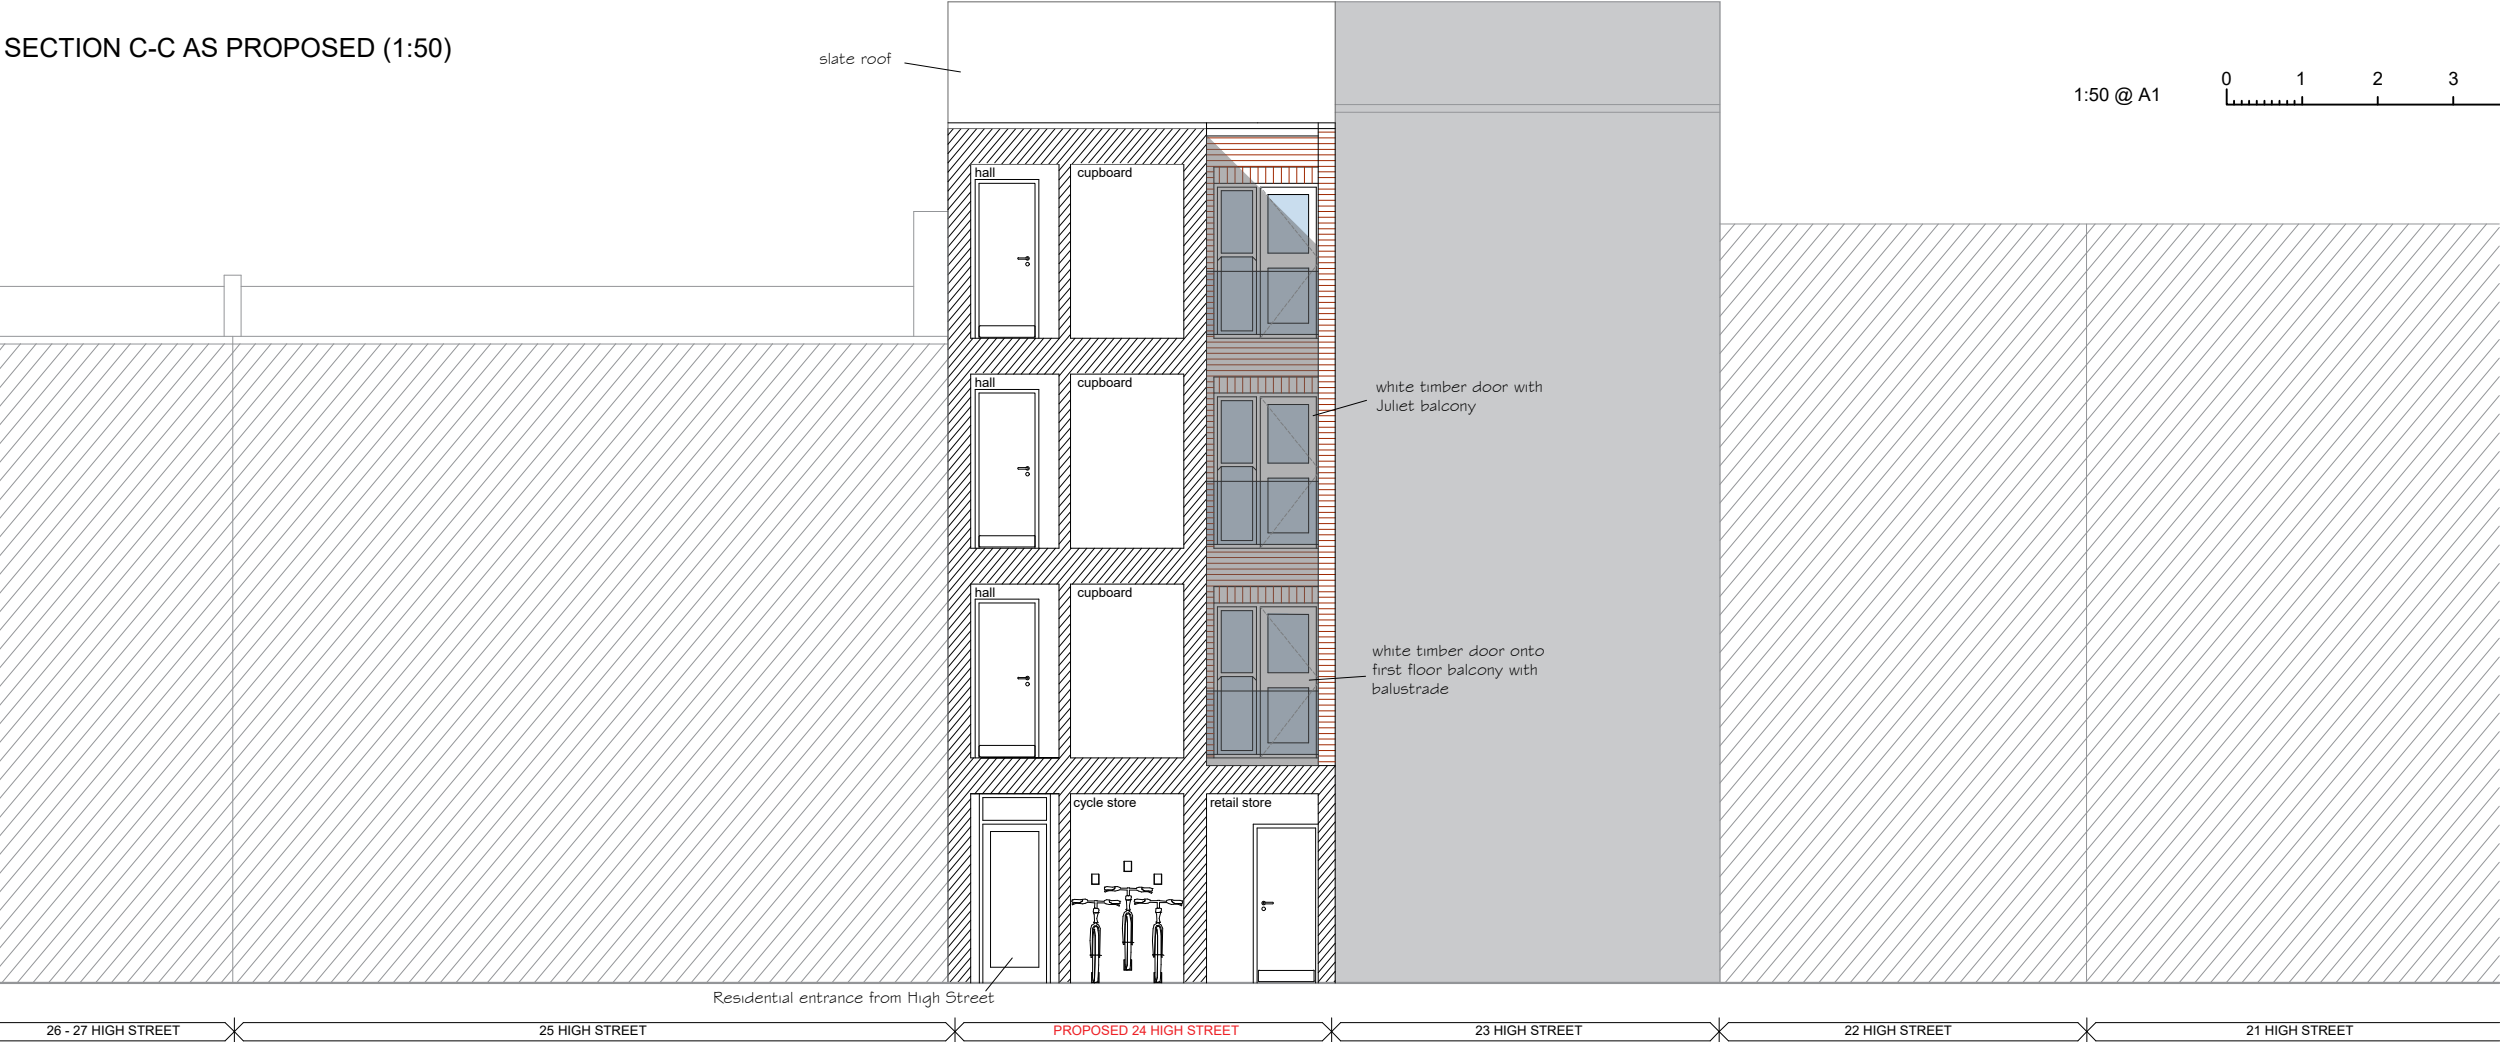 SECTION C-C AS PROPOSED (1:50)
slate roof
1:50 @ A1
0 1 2 3
hall
cupboard
hall
cupboard
white timber door with
Juliet balcony
hall
cupboard
white timber door onto
first floor balcony with
balustrade
cycle store
retail store
Residential entrance from High Street
26 - 27 HIGH STREET
25 HIGH STREET
PROPOSED 24 HIGH STREET
23 HIGH STREET
22 HIGH STREET
21 HIGH STREET